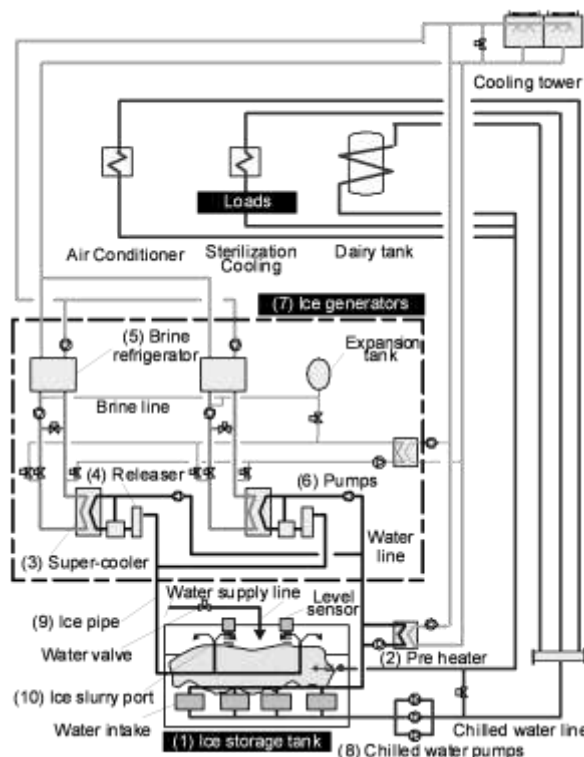 Cooling tower
Loads
Air Conditioner
Sterilization
Cooling
Dairy tank
(7) Ice generators
(5) Brine
refrigerator
Expansion
tank
Brine line
(4) Releaser
(6) Pumps
(3) Super-cooler
Water
line
Water supply line
Level
sensor
(9) Ice pipe
Water valve
(2) Pre heater
(10) Ice slurry port
Water intake
(1) Ice storage tank
Chilled water line
(8) Chilled water pumps